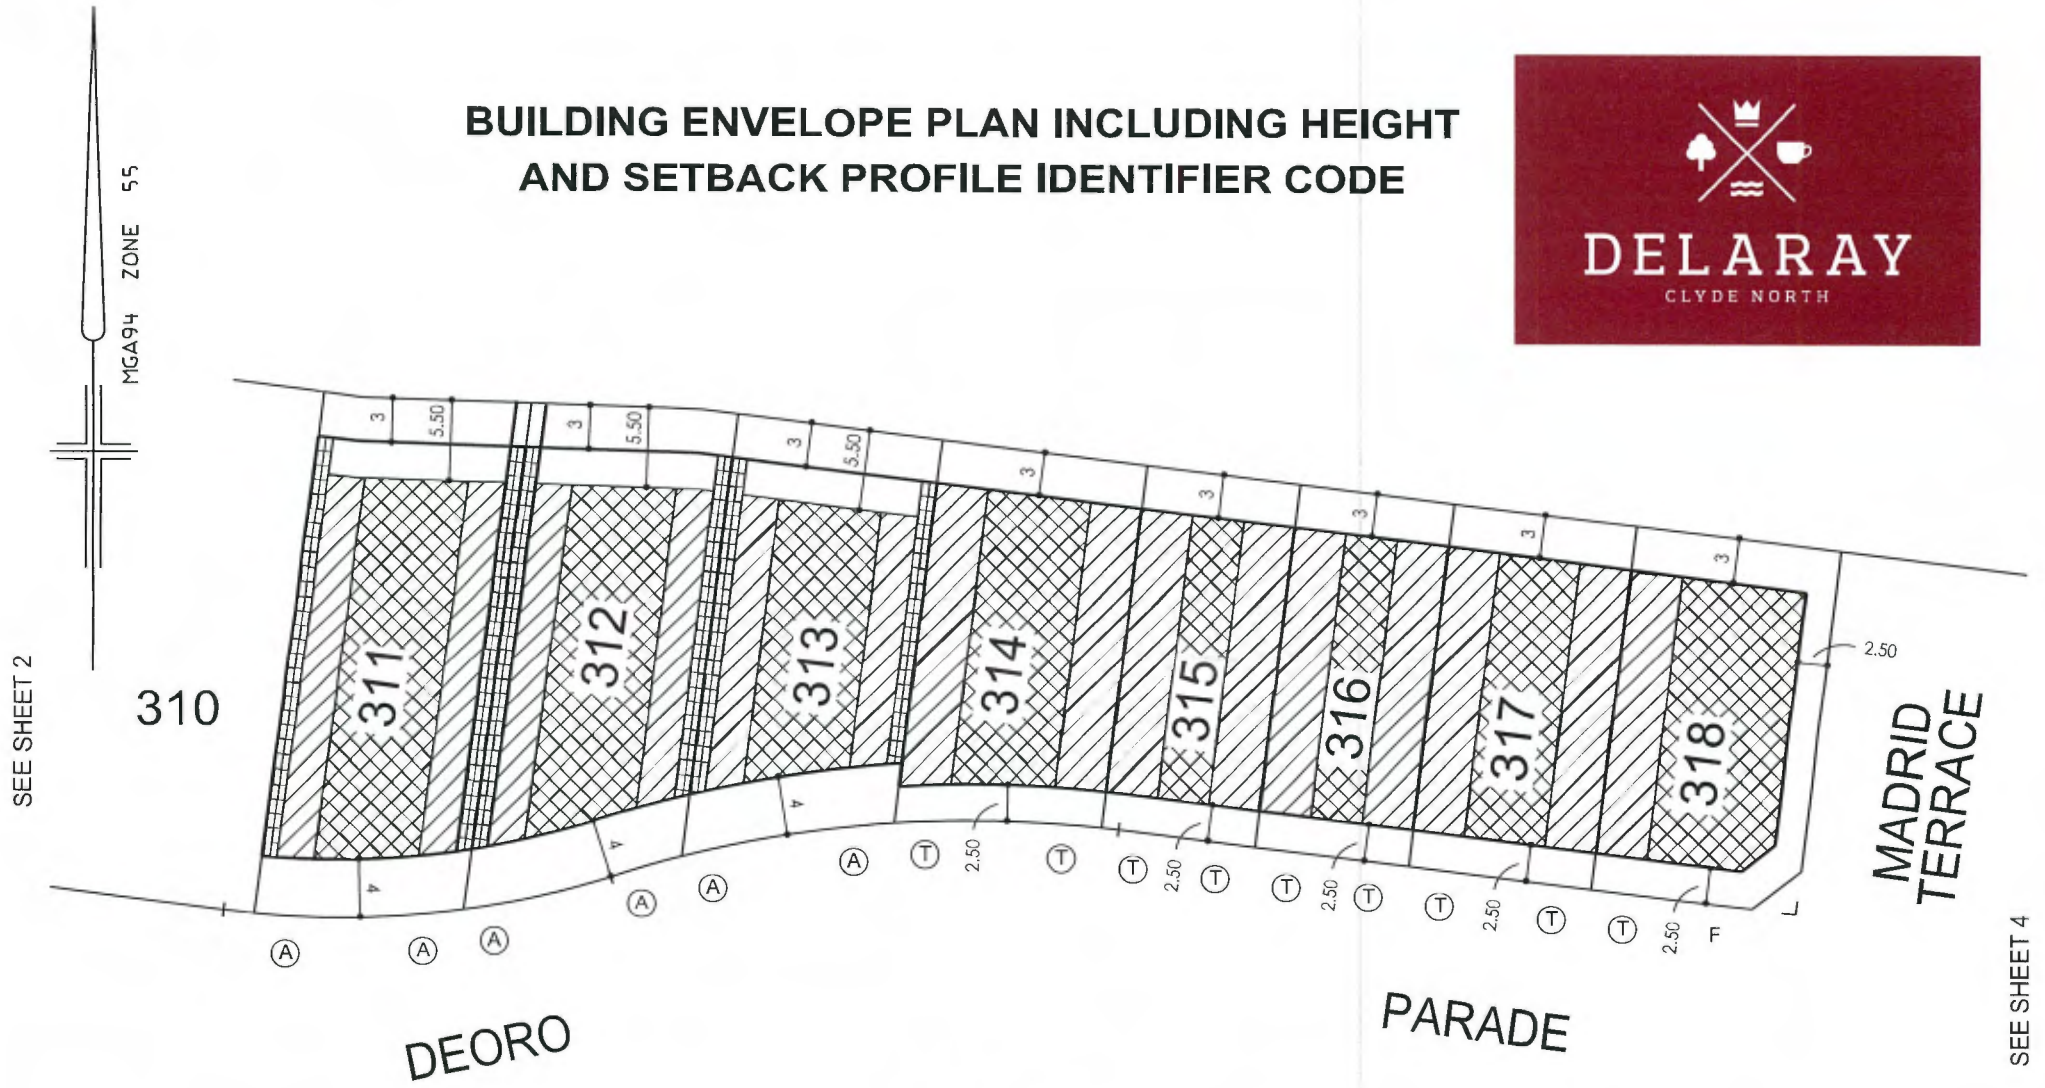 BUILDING ENVELOPE PLAN INCLUDING HEIGHT
AND SETBACK PROFILE IDENTIFIER CODE
DELARAY
CLYDE NORTH
MGA94 ZONE 55
3
5.50
3
5.50
3
5.50
3
3
3
3
3
2.50
SEE SHEET 2
310
311
312
313
314
315
316
317
318
MADRID
TERRACE
4
4
4
2.50
2.50
2.50
2.50
2.50
A
A
A
A
A
A
T
T
T
T
T
T
T
T
T
F
L
DEORO
PARADE
SEE SHEET 4